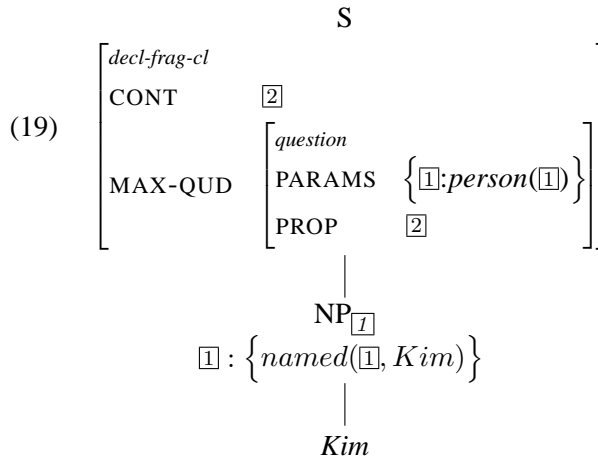 S
(19)
decl-frag-cl
CONT 2
MAX-QUD
question
PARAMS {1:person(1)}
PROP 2
NP1
1 : {named(1, Kim)}
Kim